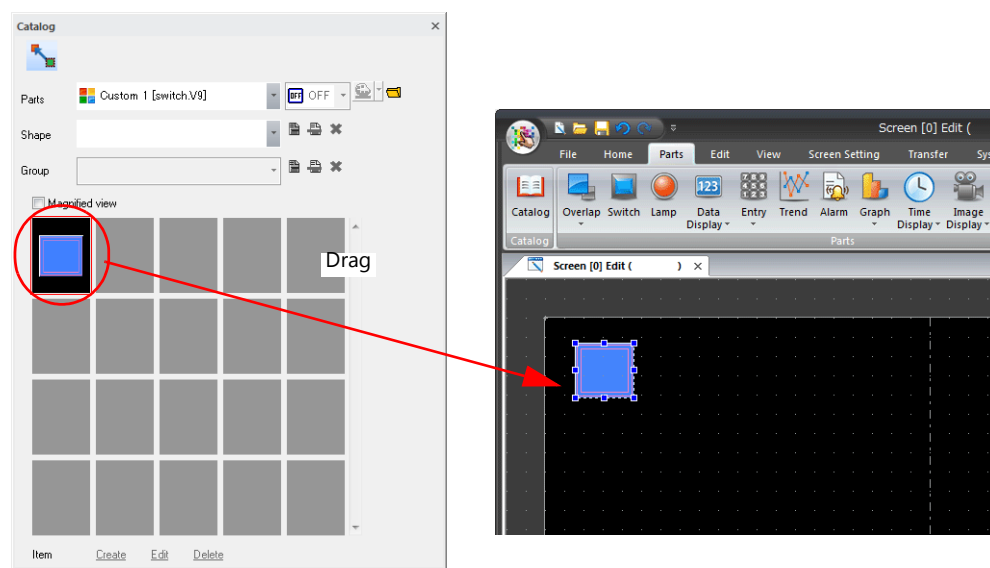 Catalog
Parts
Custom 1 [switch.V9]
OFF OFF
Shape
Group
Magnified view
Drag
Item Create Edit Delete
Screen [0] Edit (
File Home Parts Edit View Screen Setting Transfer Sys
Catalog Overlap Switch Lamp Data Display Entry Trend Alarm Graph Time Display Image Display
Catalog Parts
Screen [0] Edit ( )